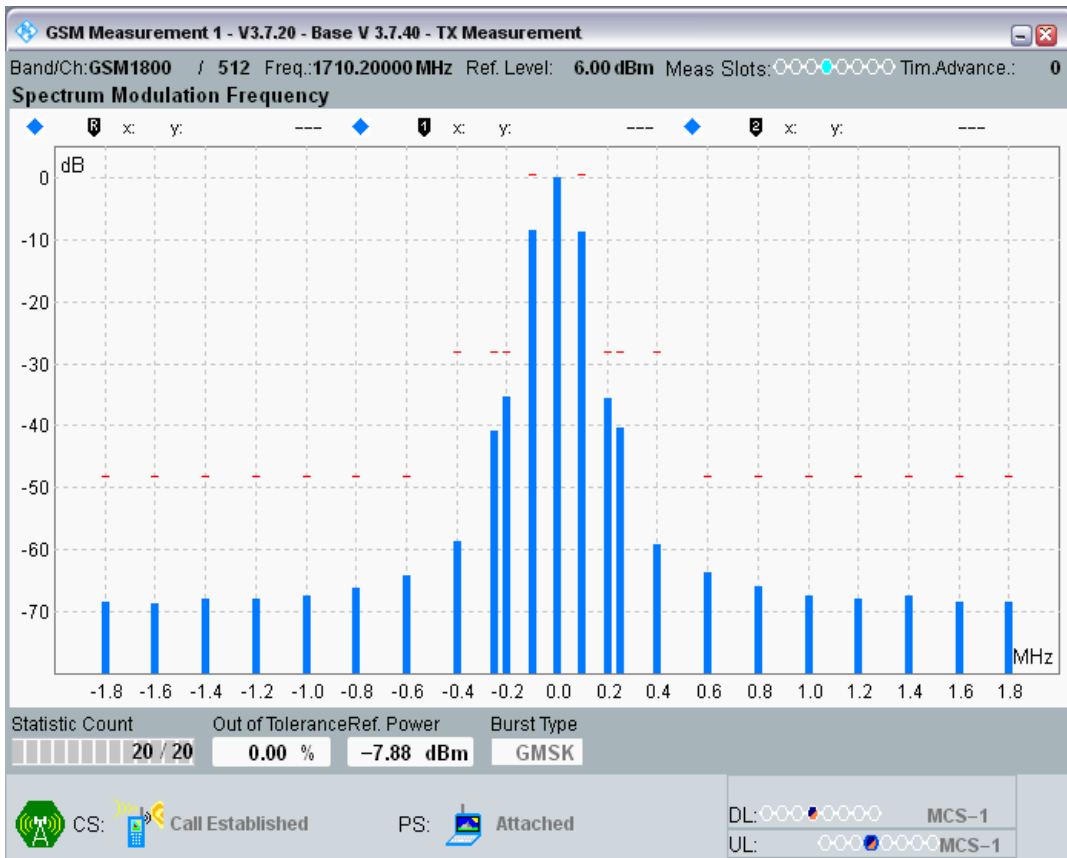 GSM Measurement 1 - V3.7.20 - Base V 3.7.40 - TX Measurement
Band/Ch:GSM1800 / 512 Freq.:1710.20000 MHz Ref. Level: 6.00 dBm Meas Slots: Tim.Advance.: 0
Spectrum Modulation Frequency
R x: y: --- 1 x: y: --- 2 x: y: ---
dB
0
-10
-20
-30
-40
-50
-60
-70
MHz
-1.8 -1.6 -1.4 -1.2 -1.0 -0.8 -0.6 -0.4 -0.2 0.0 0.2 0.4 0.6 0.8 1.0 1.2 1.4 1.6 1.8
Statistic Count Out of Tolerance Ref. Power Burst Type
20 / 20 0.00 % −7.88 dBm GMSK
CS: Call Established PS: Attached
DL: MCS−1
UL: MCS−1